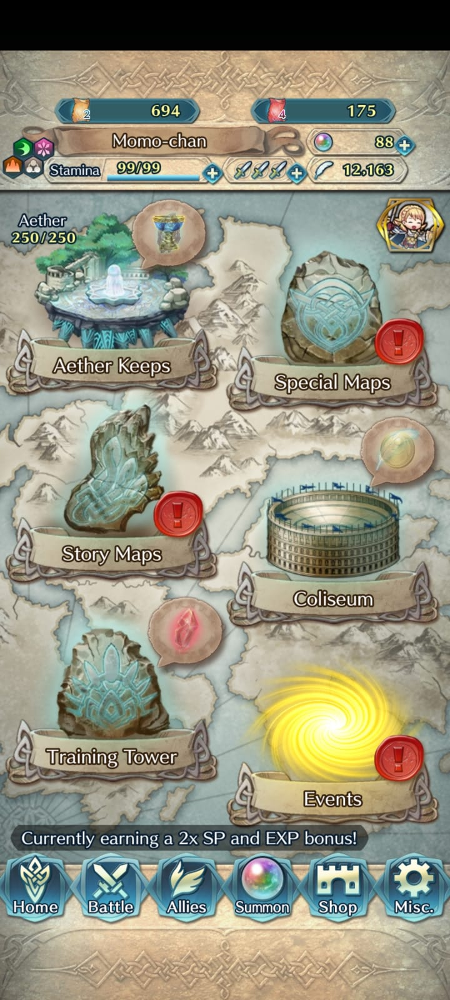 2 694
4 175
Momo-chan
88
Stamina 99/99
12,163
Aether
250/250
Aether Keeps
Special Maps
Story Maps
Coliseum
Training Tower
Events
Currently earning a 2x SP and EXP bonus!
Home Battle Allies Summon Shop Misc.